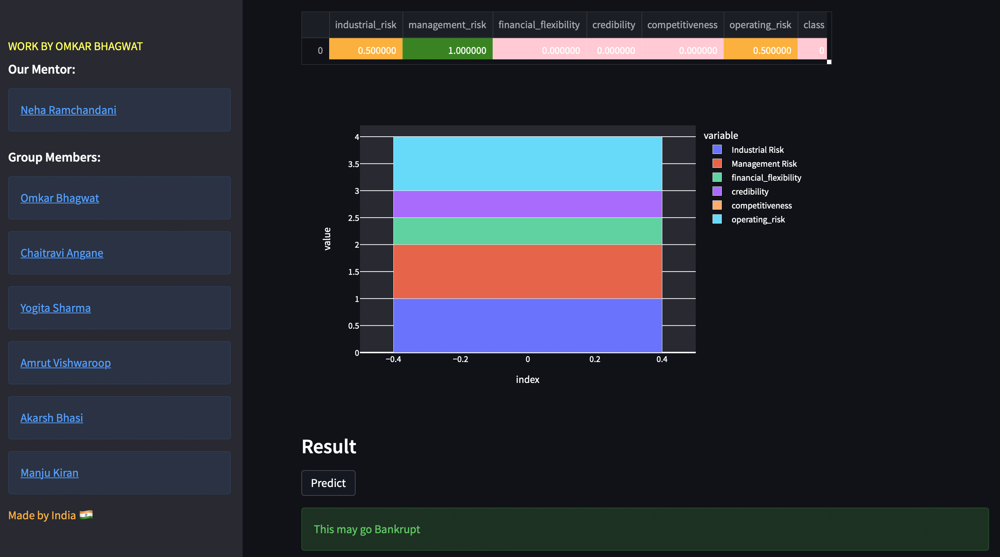 WORK BY OMKAR BHAGWAT
Our Mentor:
Neha Ramchandani
Group Members:
Omkar Bhagwat
Chaitravi Angane
Yogita Sharma
Amrut Vishwaroop
Akarsh Bhasi
Manju Kiran
Made by India 🇮🇳
industrial_risk management_risk financial_flexibility credibility competitiveness operating_risk class
0 0.500000 1.000000 0.000000 0.000000 0.000000 0.500000 0
4
3.5
3
2.5
2
1.5
1
0.5
0
value
−0.4 −0.2 0 0.2 0.4
index
variable
Industrial Risk
Management Risk
financial_flexibility
credibility
competitiveness
operating_risk
Result
Predict
This may go Bankrupt